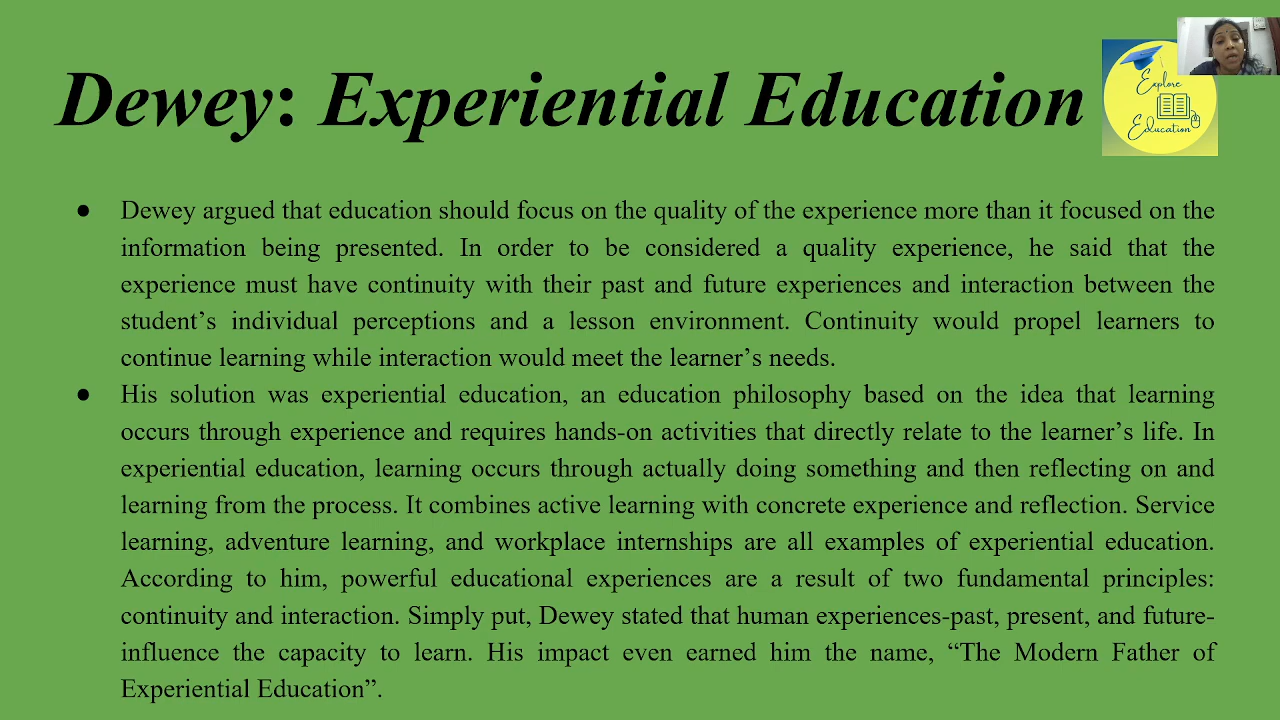 Dewey: Experiential Education
Explore
Education
● Dewey argued that education should focus on the quality of the experience more than it focused on the
information being presented. In order to be considered a quality experience, he said that the
experience must have continuity with their past and future experiences and interaction between the
student’s individual perceptions and a lesson environment. Continuity would propel learners to
continue learning while interaction would meet the learner’s needs.
● His solution was experiential education, an education philosophy based on the idea that learning
occurs through experience and requires hands-on activities that directly relate to the learner’s life. In
experiential education, learning occurs through actually doing something and then reflecting on and
learning from the process. It combines active learning with concrete experience and reflection. Service
learning, adventure learning, and workplace internships are all examples of experiential education.
According to him, powerful educational experiences are a result of two fundamental principles:
continuity and interaction. Simply put, Dewey stated that human experiences-past, present, and future-
influence the capacity to learn. His impact even earned him the name, “The Modern Father of
Experiential Education”.